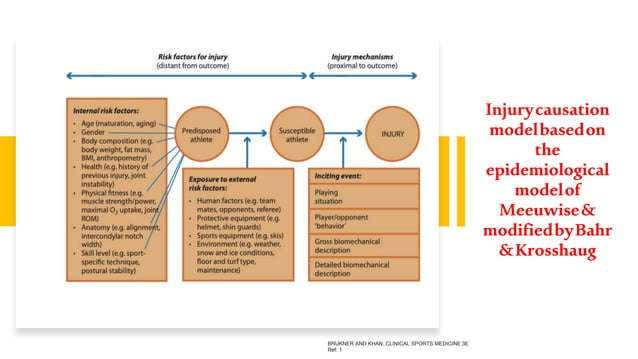 Risk factors for injury
(distant from outcome)
Injury mechanisms
(proximal to outcome)
Internal risk factors:
• Age (maturation, aging)
• Gender
• Body composition (e.g.
body weight, fat mass,
BMI, anthropometry)
• Health (e.g. history of
previous injury, joint
instability)
• Physical fitness (e.g.
muscle strength/power,
maximal O₂ uptake, joint
ROM)
• Anatomy (e.g. alignment,
intercondylar notch
width)
• Skill level (e.g. sport-
specific technique,
postural stability)
Predisposed
athlete
Susceptible
athlete
INJURY
Exposure to external
risk factors:
• Human factors (e.g. team
mates, opponents, referee)
• Protective equipment (e.g.
helmet, shin guards)
• Sports equipment (e.g. skis)
• Environment (e.g. weather,
snow and ice conditions,
floor and turf type,
maintenance)
Inciting event:
Playing
situation
Player/opponent
'behavior'
Gross biomechanical
description
Detailed biomechanical
description
Injury causation
model based on
the
epidemiological
model of
Meeuwise &
modified by Bahr
& Krosshaug
BRUKNER AND KHAN. CLINICAL SPORTS MEDICINE 3E
Ref. 1